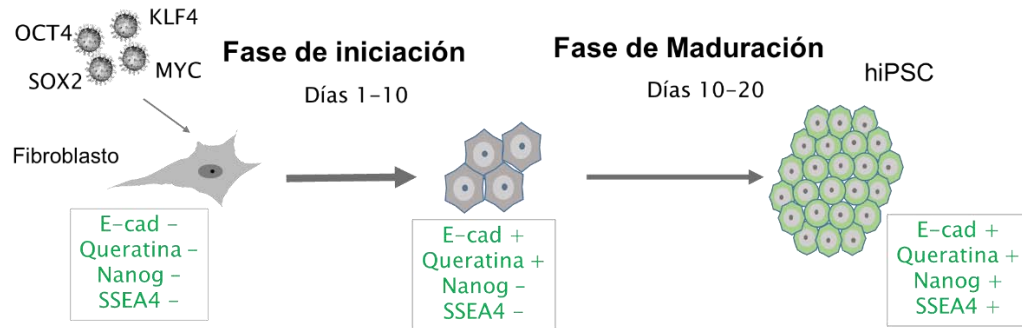 OCT4
KLF4
SOX2
MYC
Fibroblasto
E-cad -
Queratina -
Nanog -
SSEA4 -
Fase de iniciación
Días 1-10
E-cad +
Queratina +
Nanog -
SSEA4 -
Fase de Maduración
Días 10-20
hiPSC
E-cad +
Queratina +
Nanog +
SSEA4 +